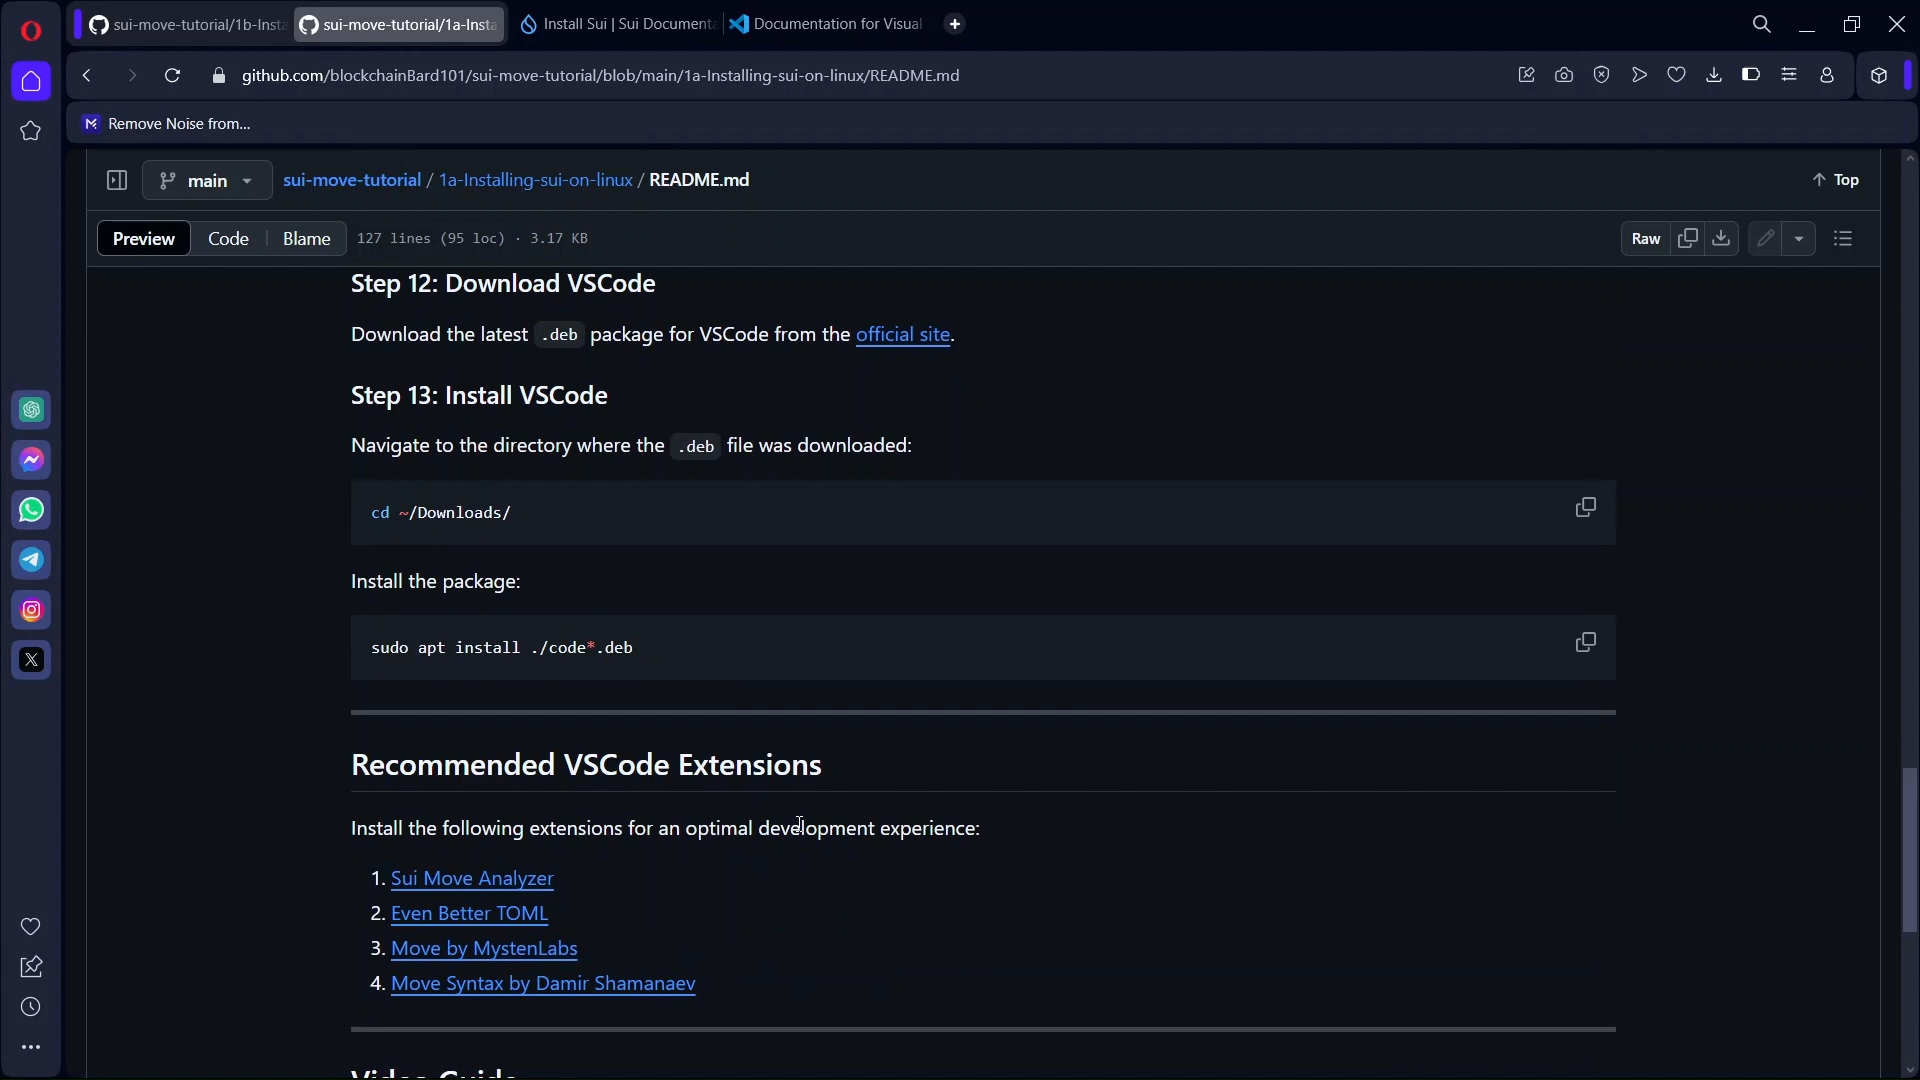 sui-move-tutorial/1b-Insta
sui-move-tutorial/1a-Insta
Install Sui | Sui Documenta
Documentation for Visual
github.com/blockchainBard101/sui-move-tutorial/blob/main/1a-Installing-sui-on-linux/README.md
Remove Noise from...
main
sui-move-tutorial / 1a-Installing-sui-on-linux / README.md
Top
Preview
Code
Blame
127 lines (95 loc) · 3.17 KB
Raw
Step 12: Download VSCode
Download the latest .deb package for VSCode from the official site.
Step 13: Install VSCode
Navigate to the directory where the .deb file was downloaded:
cd ~/Downloads/
Install the package:
sudo apt install ./code*.deb
Recommended VSCode Extensions
Install the following extensions for an optimal development experience:
1. Sui Move Analyzer
2. Even Better TOML
3. Move by MystenLabs
4. Move Syntax by Damir Shamanaev
Video Guide